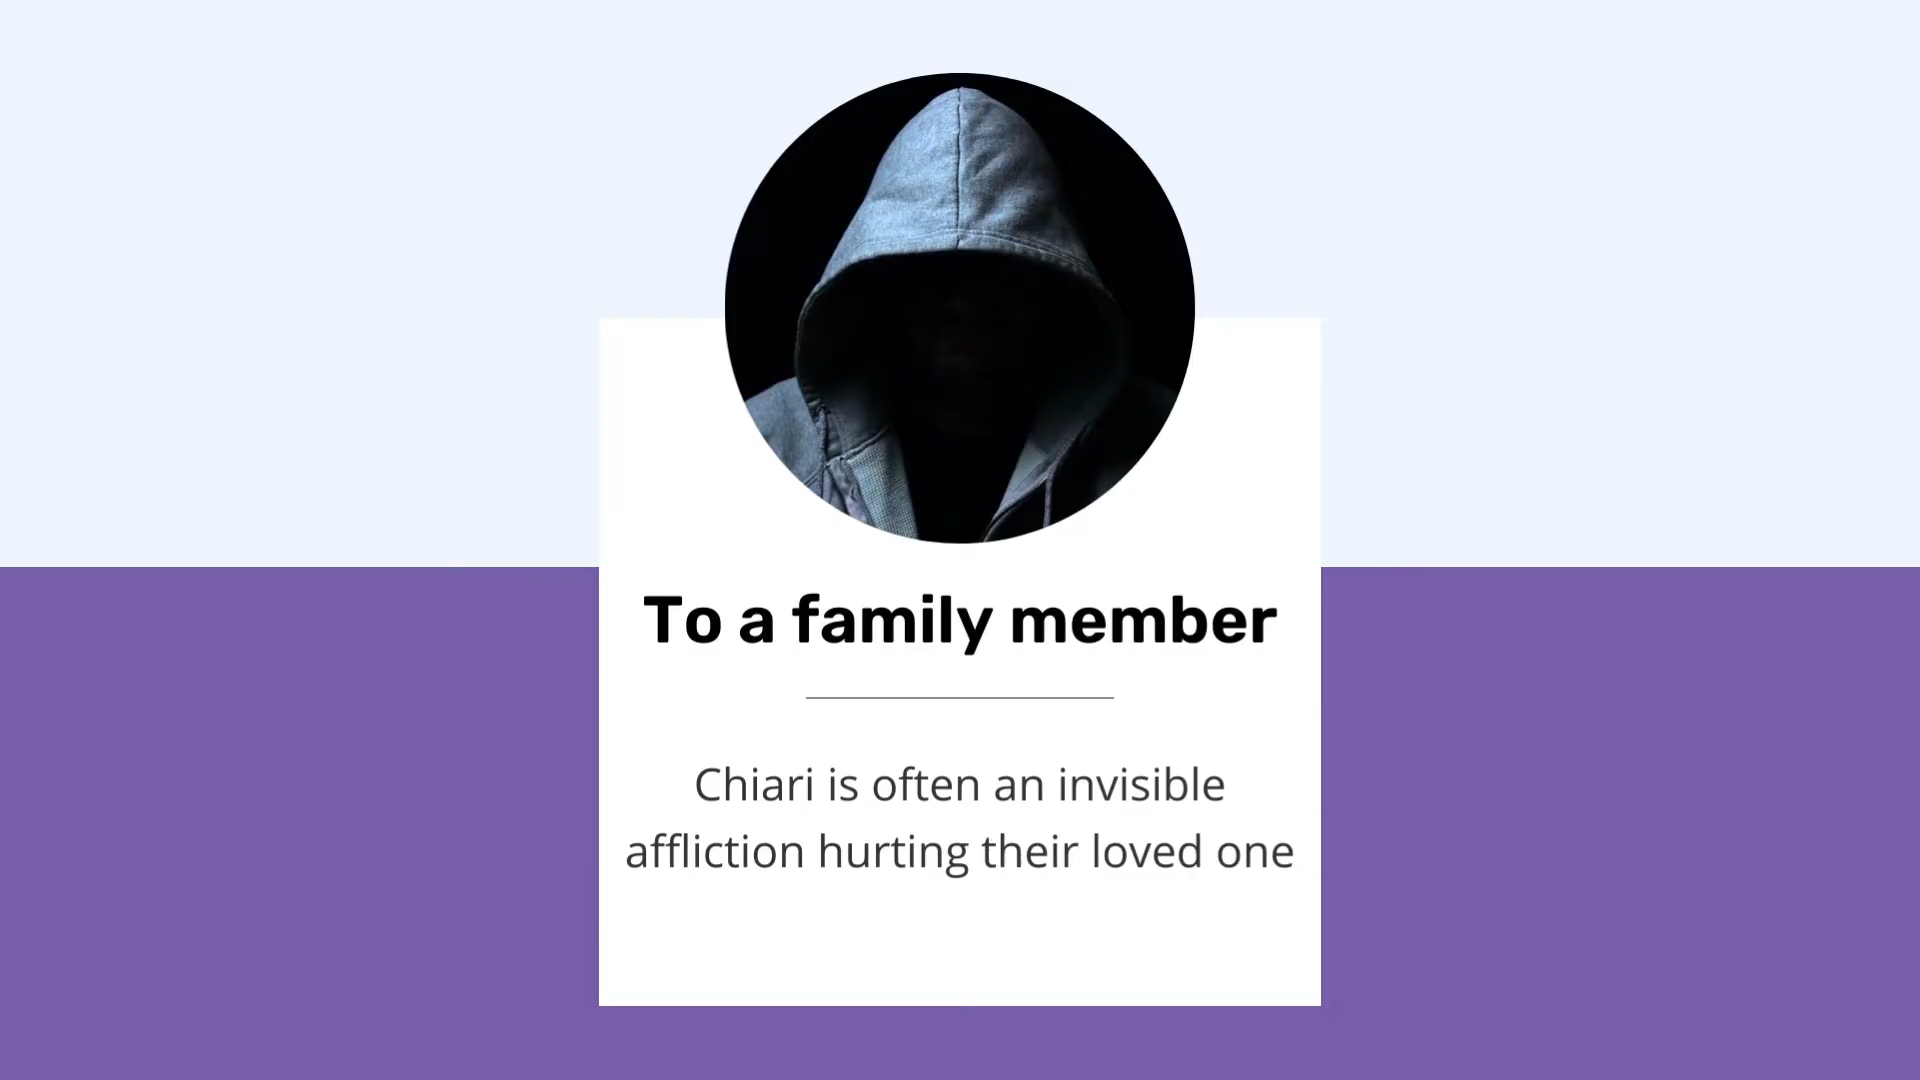 To a family member
Chiari is often an invisible
affliction hurting their loved one